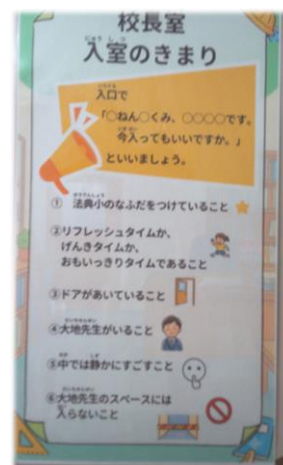 校長室
入室のきまり
入口で
「○ねん○くみ、○○○○です。
今入ってもいいですか。」
といいましょう。
① 法典小のなふだをつけていること
②リフレッシュタイムか、
げんきタイムか、
おもいっきりタイムであること
③ドアがあいていること
④大地先生がいること
⑤中では静かにすごすこと
⑥大地先生のスペースには
入らないこと